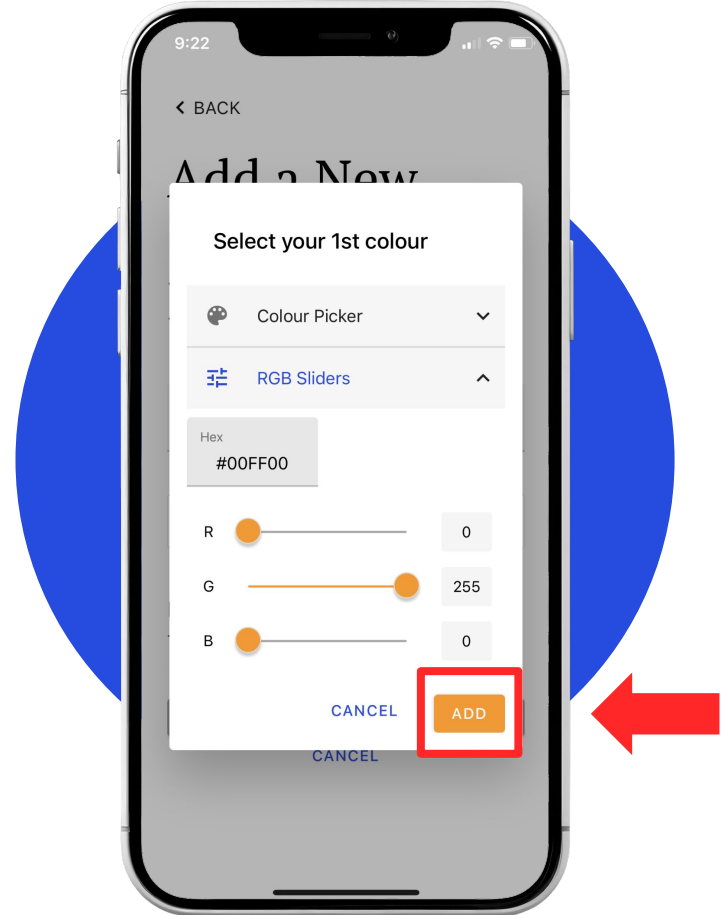 9:22
BACK
Add a New
Select your 1st colour
Colour Picker
RGB Sliders
Hex
#00FF00
R 0
G 255
B 0
CANCEL ADD
CANCEL